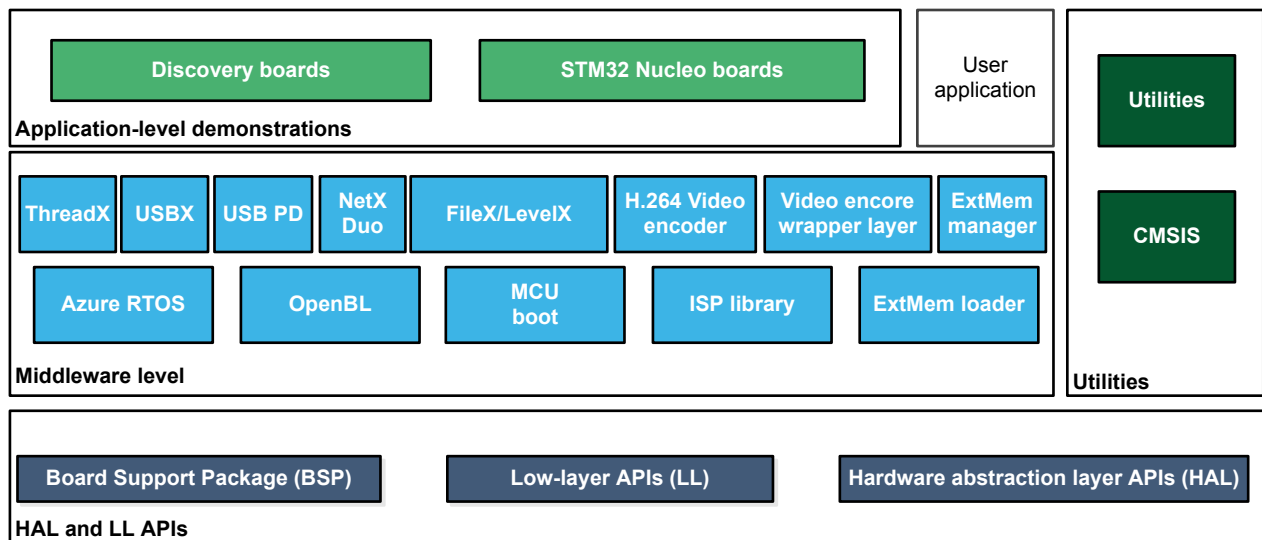 Discovery boards
STM32 Nucleo boards
Application-level demonstrations
User
application
Utilities
CMSIS
Utilities
ThreadX
USBX
USB PD
NetX
Duo
FileX/LevelX
H.264 Video
encoder
Video encore
wrapper layer
ExtMem
manager
Azure RTOS
OpenBL
MCU
boot
ISP library
ExtMem loader
Middleware level
Board Support Package (BSP)
Low-layer APIs (LL)
Hardware abstraction layer APIs (HAL)
HAL and LL APIs